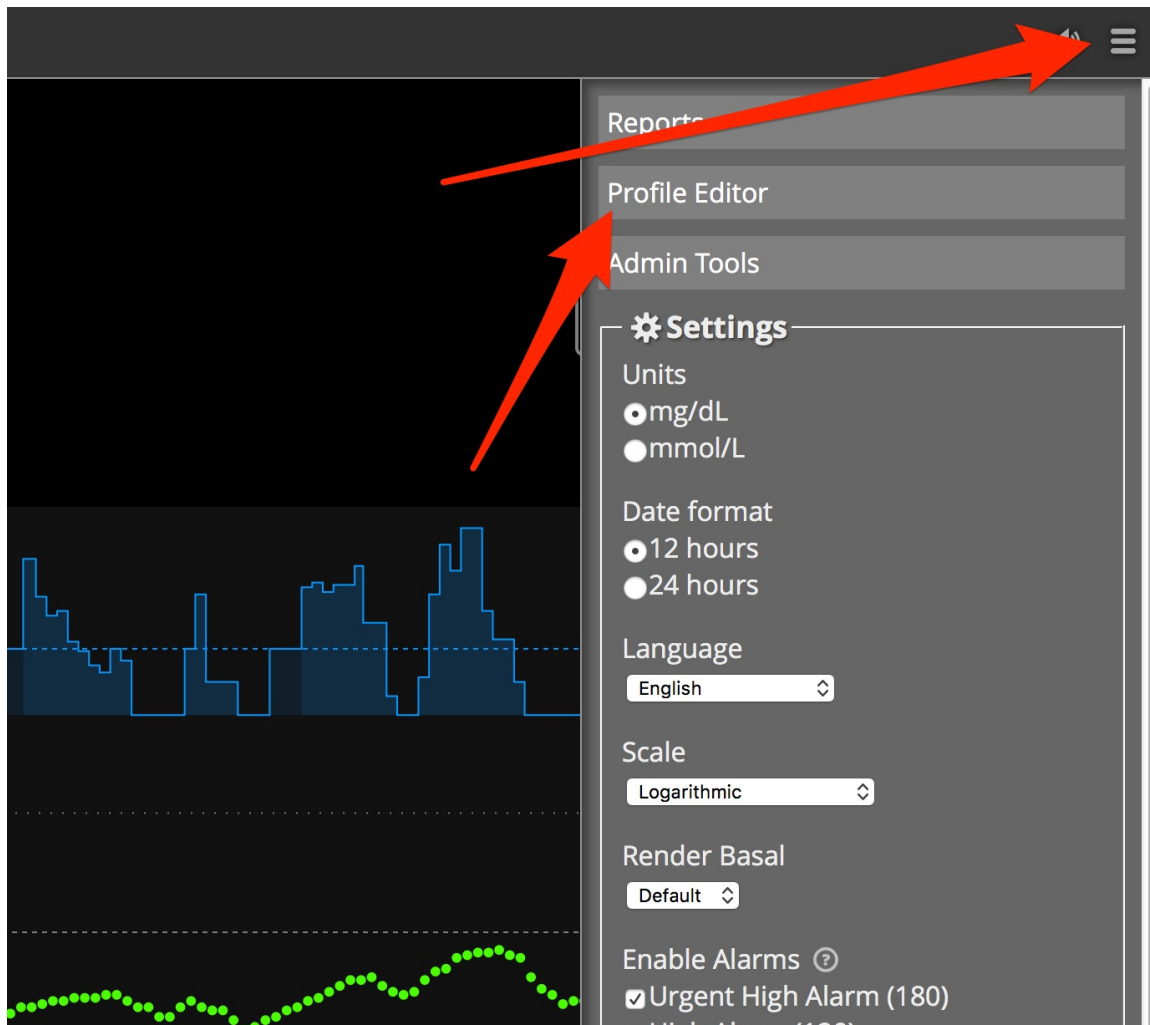 Reports
Profile Editor
Admin Tools
Settings
Units
mg/dL
mmol/L
Date format
12 hours
24 hours
Language
English
Scale
Logarithmic
Render Basal
Default
Enable Alarms ?
Urgent High Alarm (180)